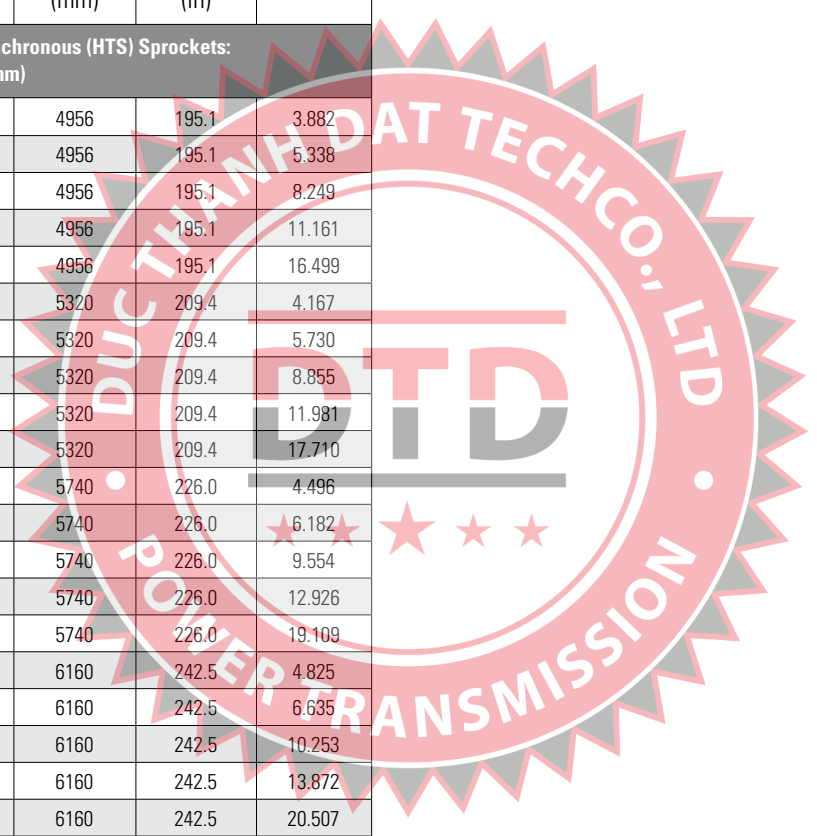 (mm) (in)
chronous (HTS) Sprockets:
mm)
4956 195.1 3.882
4956 195.1 5.338
4956 195.1 8.249
4956 195.1 11.161
4956 195.1 16.499
5320 209.4 4.167
5320 209.4 5.730
5320 209.4 8.855
5320 209.4 11.981
5320 209.4 17.710
5740 226.0 4.496
5740 226.0 6.182
5740 226.0 9.554
5740 226.0 12.926
5740 226.0 19.109
6160 242.5 4.825
6160 242.5 6.635
6160 242.5 10.253
6160 242.5 13.872
6160 242.5 20.507
DUC THANH DAT TECHCO., LTD
DTD
POWER TRANSMISSION